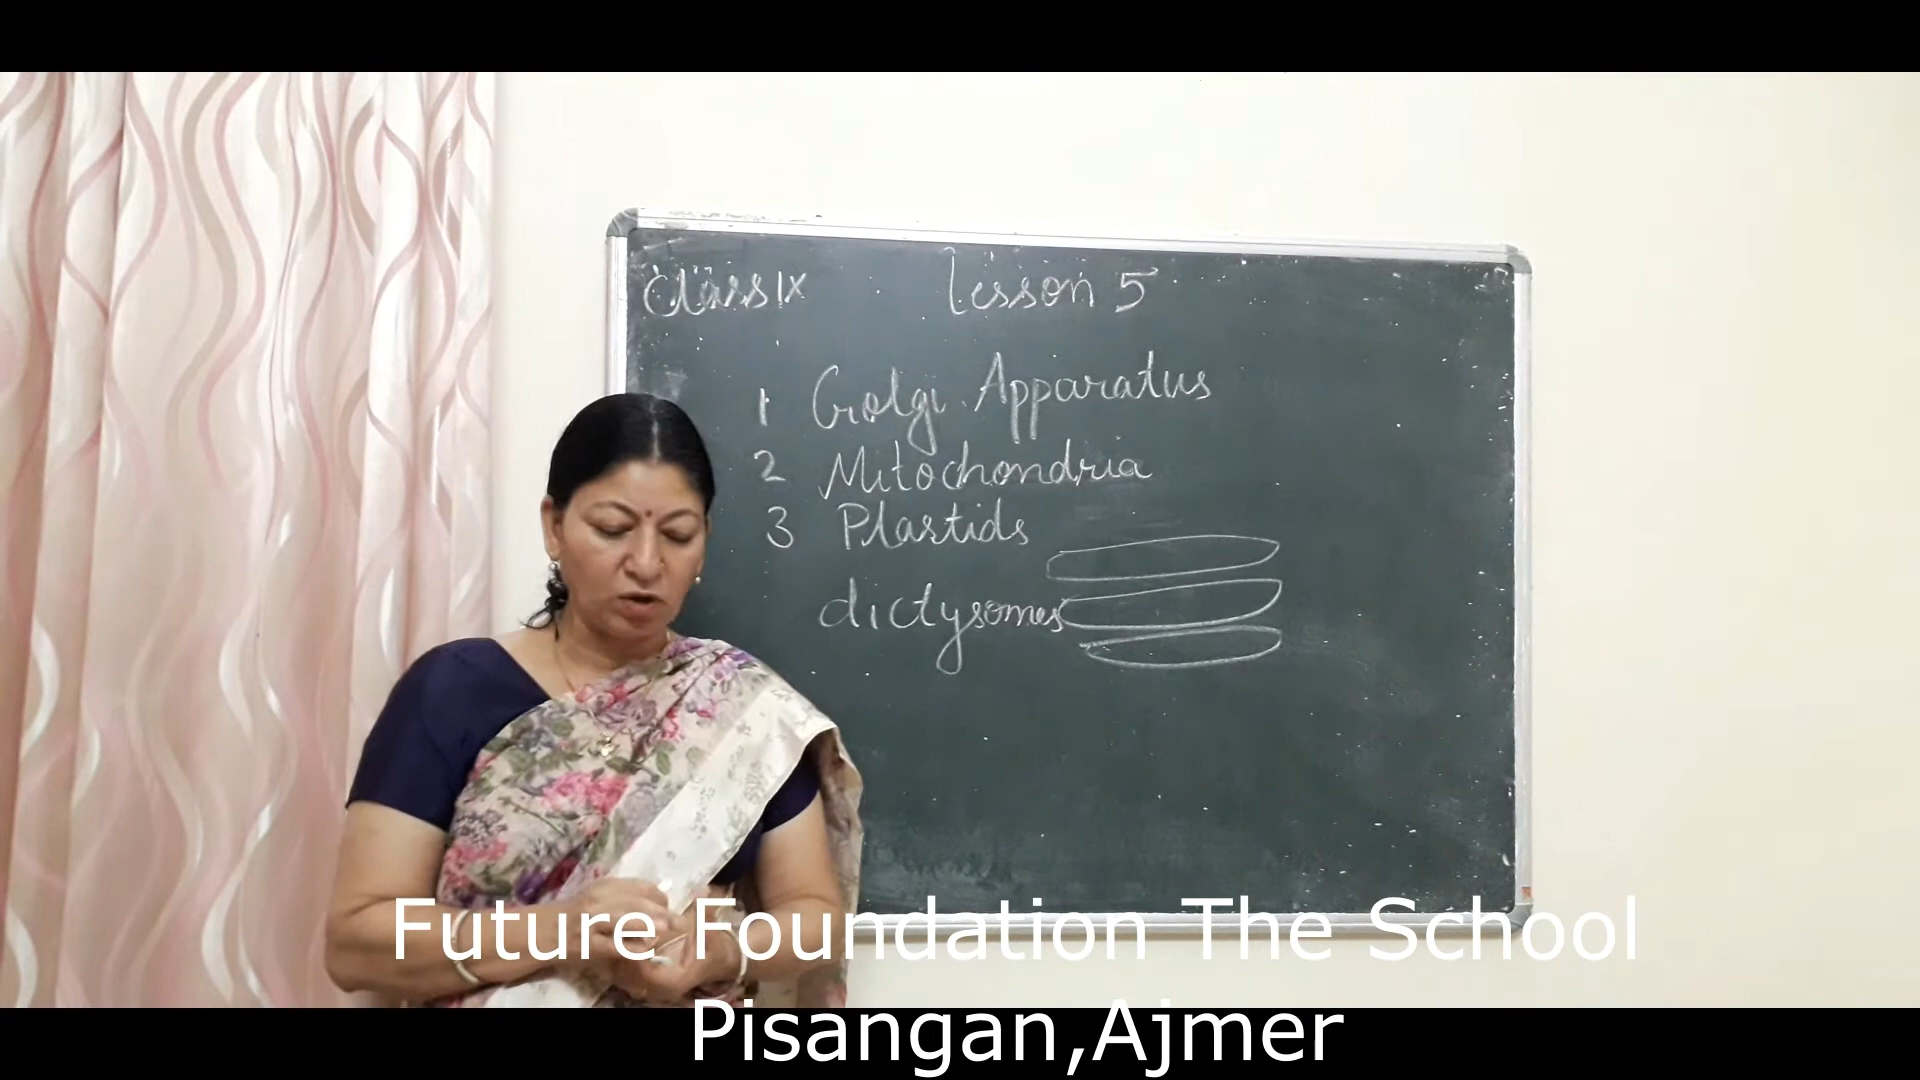 Class IX Lesson 5
1 Golgi Apparatus
2 Mitochondria
3 Plastids
dictysomes
Future Foundation The School
Pisangan,Ajmer